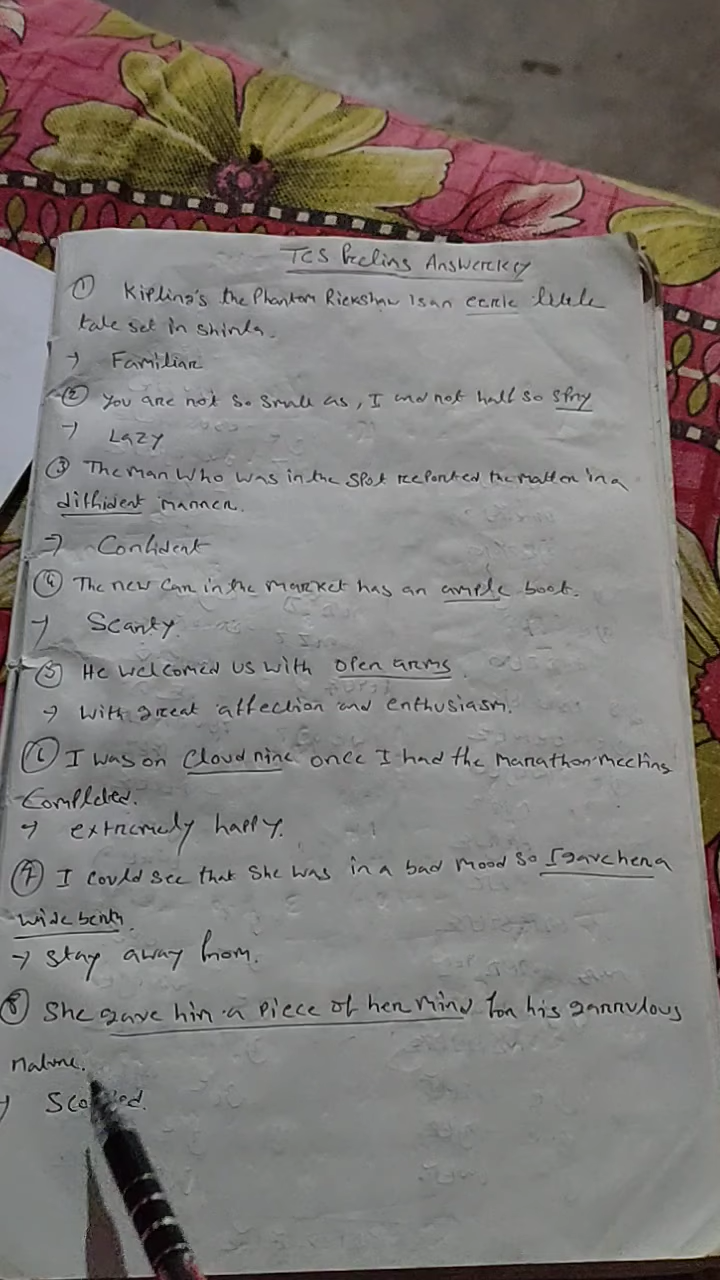 TCS Prelims Answerkey
① Kipling's the Phantom Rickshaw is an eerie little
tale set in shimla.
→ Familiar
② You are not so small as, I and not half so spry
→ Lazy
③ The man who was in the spot reported the matter in a
diffident manner.
→ Confident
④ The new car in the market has an ample boot.
→ Scanty.
⑤ He welcomed us with open arms.
→ With great affection and enthusiasm.
⑥ I was on cloud nine once I had the marathon meeting
completed.
→ extremely happy.
⑦ I could see that she was in a bad mood so I gave her a
wide berth.
→ stay away from.
⑧ She gave him a piece of her mind for his garrulous
nature.